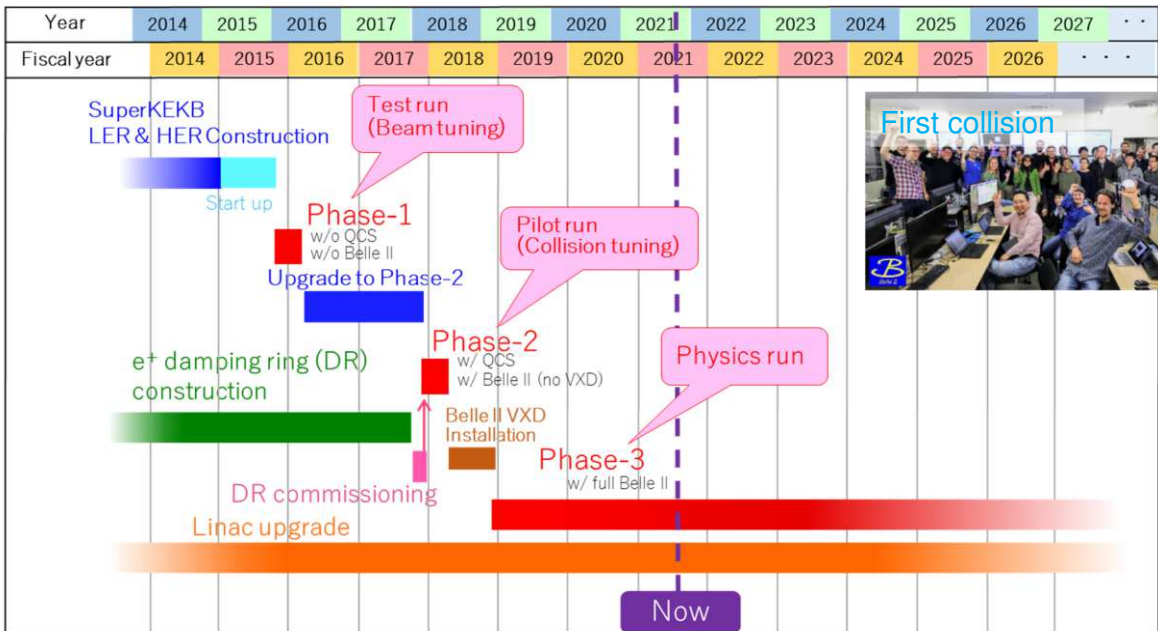 Year 2014 2015 2016 2017 2018 2019 2020 2021 2022 2023 2024 2025 2026 2027 · ·
Fiscal year 2014 2015 2016 2017 2018 2019 2020 2021 2022 2023 2024 2025 2026 · · ·
SuperKEKB
LER & HER Construction
Start up
Test run
(Beam tuning)
First collision
Belle II
Phase-1
w/o QCS
w/o Belle II
Pilot run
(Collision tuning)
Upgrade to Phase-2
Phase-2
w/ QCS
w/ Belle II (no VXD)
Physics run
e+ damping ring (DR)
construction
Belle II VXD
Installation
Phase-3
w/ full Belle II
DR commissioning
Linac upgrade
Now